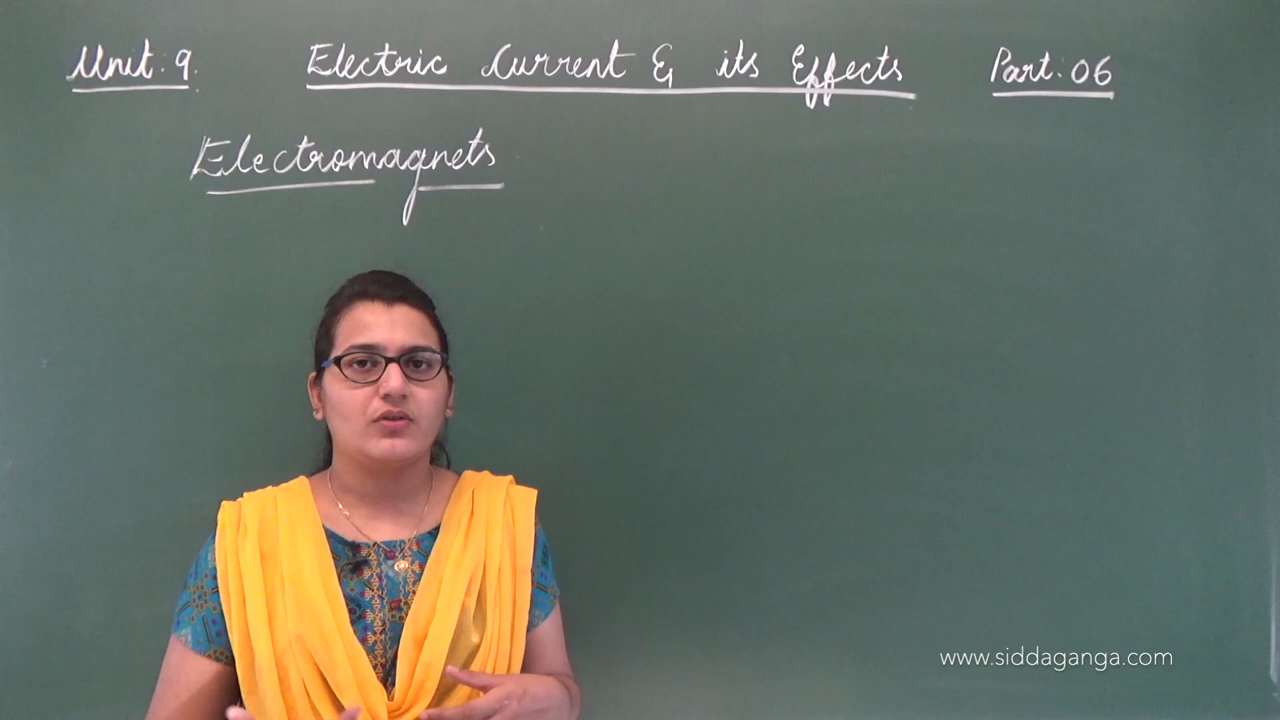 Unit: 9. Electric Current & its Effects Part: 06
Electromagnets
www.siddaganga.com